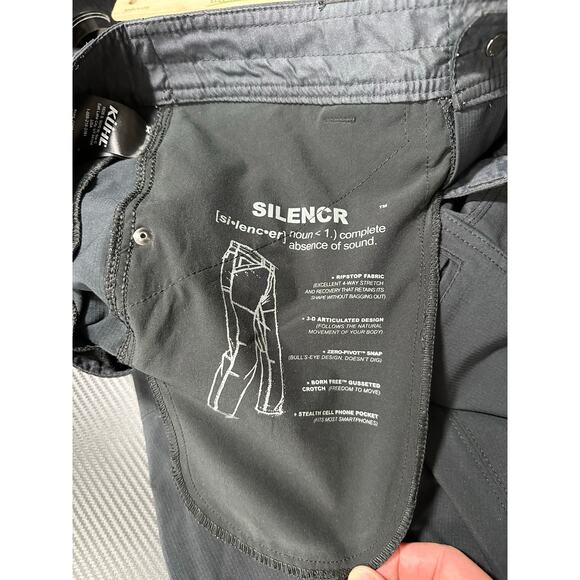 KÜHL
SILENCR ™
[si•lenc•er] noun < 1.) complete
absence of sound.
+ RIPSTOP FABRIC
(EXCELLENT 4-WAY STRETCH
AND RECOVERY THAT RETAINS ITS
SHAPE WITHOUT BAGGING OUT)
+ 3-D ARTICULATED DESIGN
(FOLLOWS THE NATURAL
MOVEMENT OF YOUR BODY)
+ ZERO-PIVOT™ SNAP
(BULL'S-EYE DESIGN, DOESN'T DIG)
+ BORN FREE™ GUSSETED
CROTCH (FREEDOM TO MOVE)
+ STEALTH CELL PHONE POCKET
(FITS MOST SMARTPHONES)